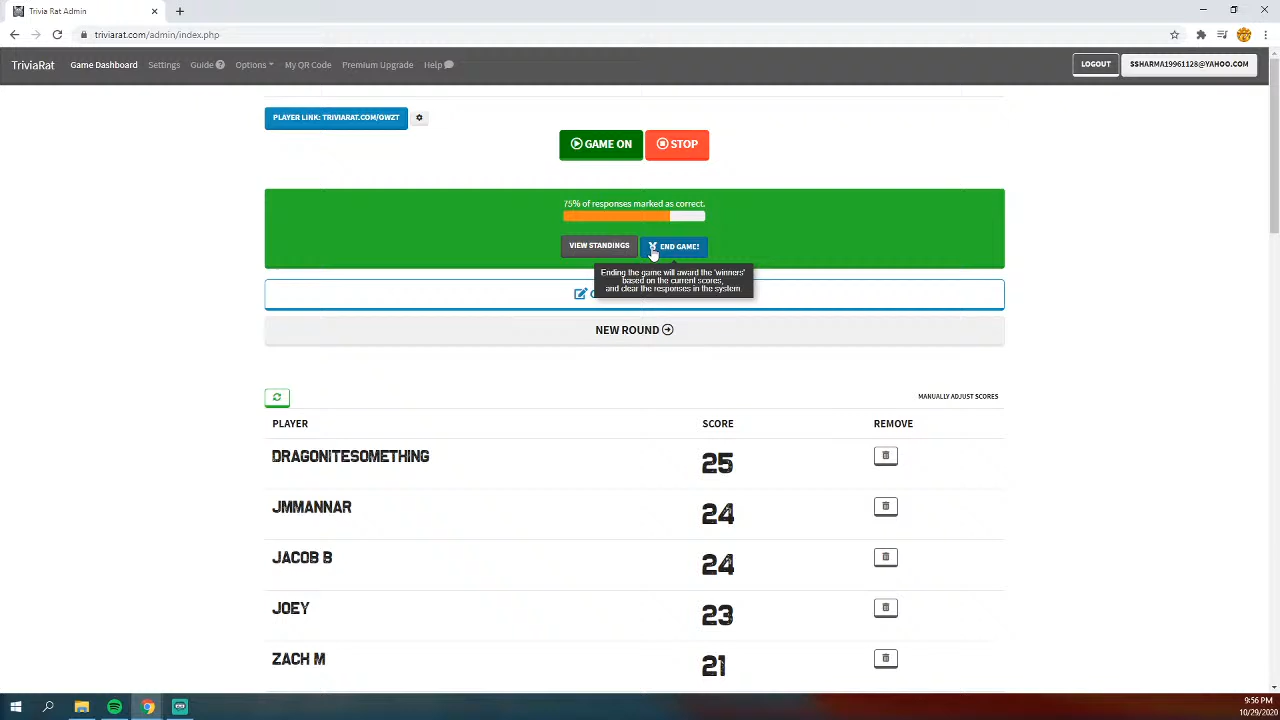 Trivia Rat Admin
triviarat.com/admin/index.php
TriviaRat Game Dashboard Settings Guide Options My QR Code Premium Upgrade Help LOGOUT SSHARMA19961128@YAHOO.COM
PLAYER LINK: TRIVIARAT.COM/OWZT
GAME ON STOP
75% of responses marked as correct.
VIEW STANDINGS END GAME!
Ending the game will award the 'winners'
based on the current scores,
and clear the responses in the system
NEW ROUND
MANUALLY ADJUST SCORES
PLAYER SCORE REMOVE
DRAGONITESOMETHING 25
JMMANNAR 24
JACOB B 24
JOEY 23
ZACH M 21
9:56 PM
10/29/2020